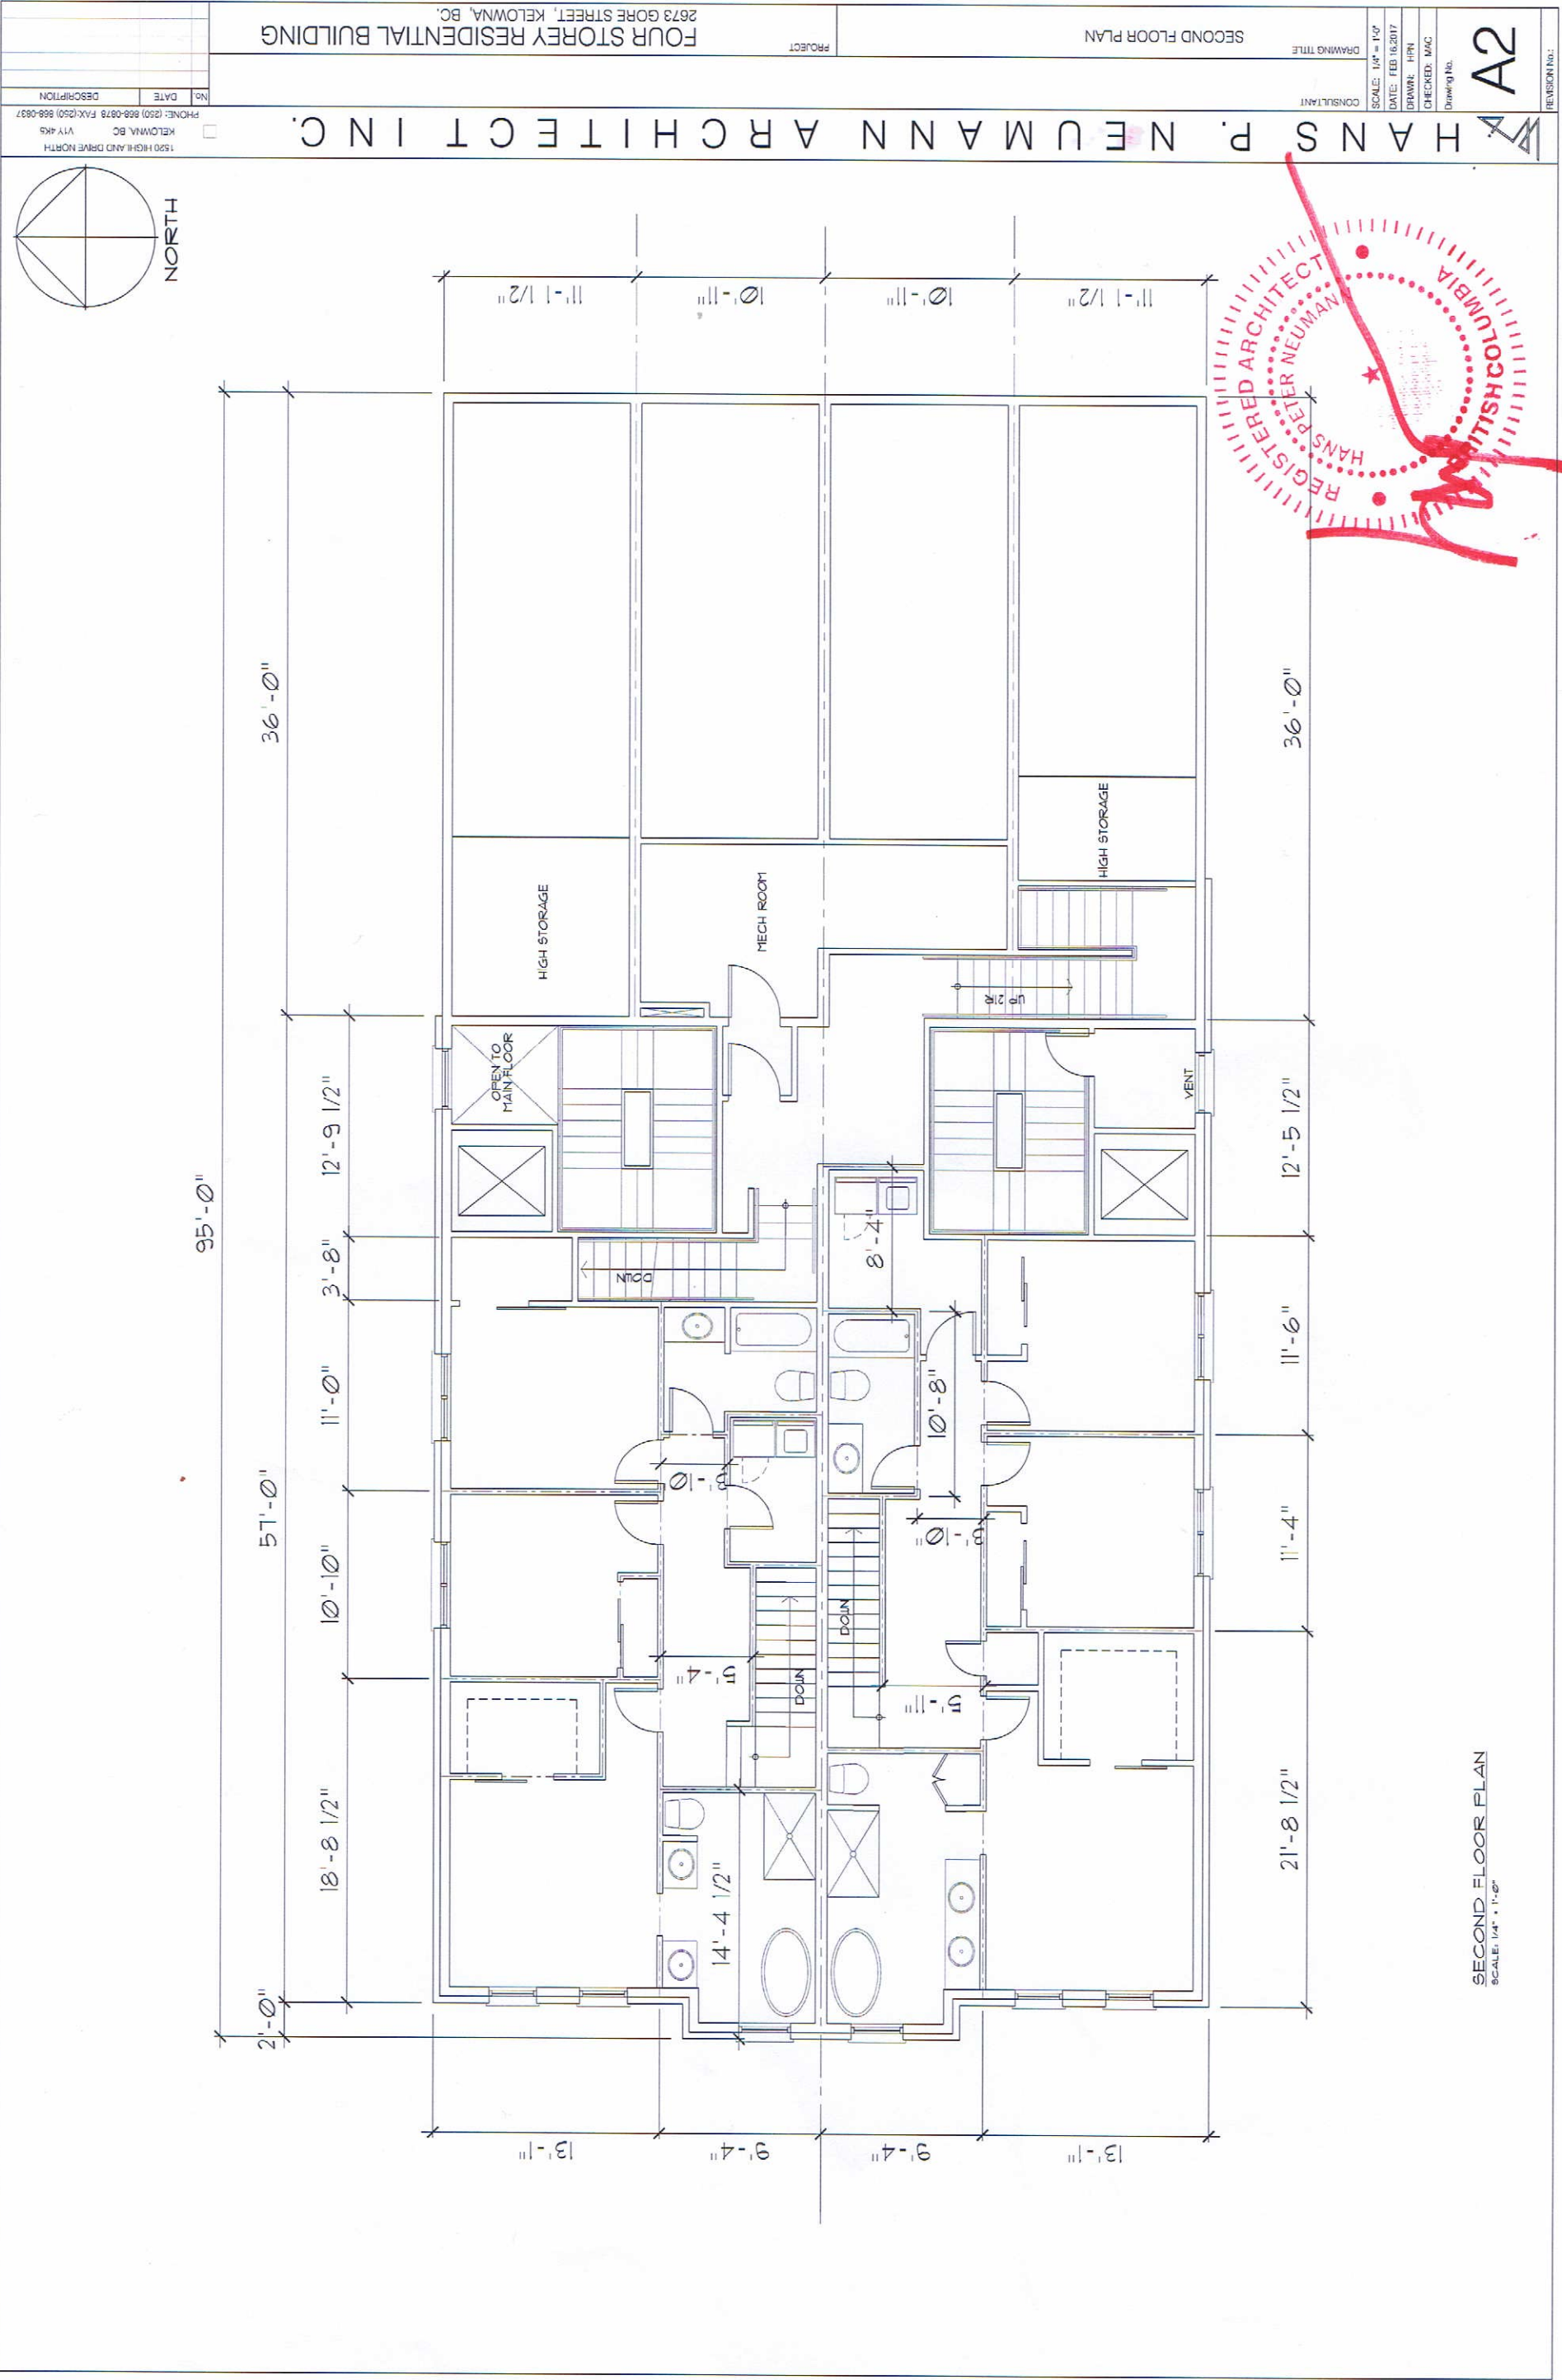 HANS P. NEUMANN ARCHITECT INC.
1520 HIGHLAND DRIVE NORTH
KELOWNA, BC V1Y 4K5
PHONE: (250) 868-0878 FAX:(250) 868-0837
No. DATE DESCRIPTION
CONSULTANT
PROJECT
FOUR STOREY RESIDENTIAL BUILDING
2673 GORE STREET, KELOWNA, BC.
DRAWING TITLE
SECOND FLOOR PLAN
SCALE: 1/4" = 1'-0"
DATE: FEB 16.2017
DRAWN: HPN
CHECKED: MAC
Drawing No.
A2
REVISION No.:
NORTH
REGISTERED ARCHITECT
HANS PETER NEUMAN
BRITISH COLUMBIA
11'-1 1/2"
10'-11"
10'-11"
11'-1 1/2"
95'-0"
36'-0"
57'-0"
2'-0"
12'-9 1/2"
3'-8"
11'-0"
10'-10"
18'-8 1/2"
36'-0"
12'-5 1/2"
11'-6"
11'-4"
21'-8 1/2"
HIGH STORAGE
MECH ROOM
HIGH STORAGE
OPEN TO
MAIN FLOOR
UP 21R
VENT
DOWN
8'-4"
10'-8"
3'-10
3'-10"
DOWN
DOWN
5'-4"
5'-11"
14'-4 1/2"
13'-1"
9'-4"
9'-4"
13'-1"
SECOND FLOOR PLAN
SCALE: 1/4" = 1'-0"